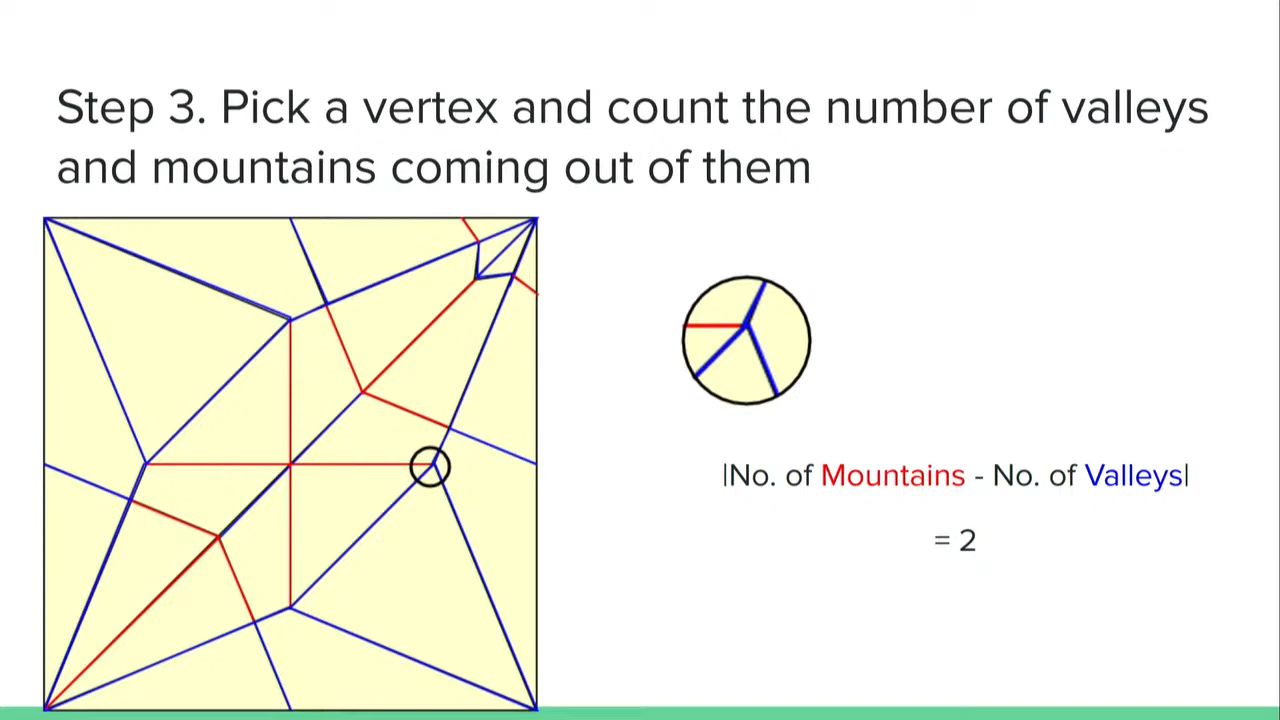 Step 3. Pick a vertex and count the number of valleys
and mountains coming out of them
|No. of Mountains - No. of Valleys|
= 2